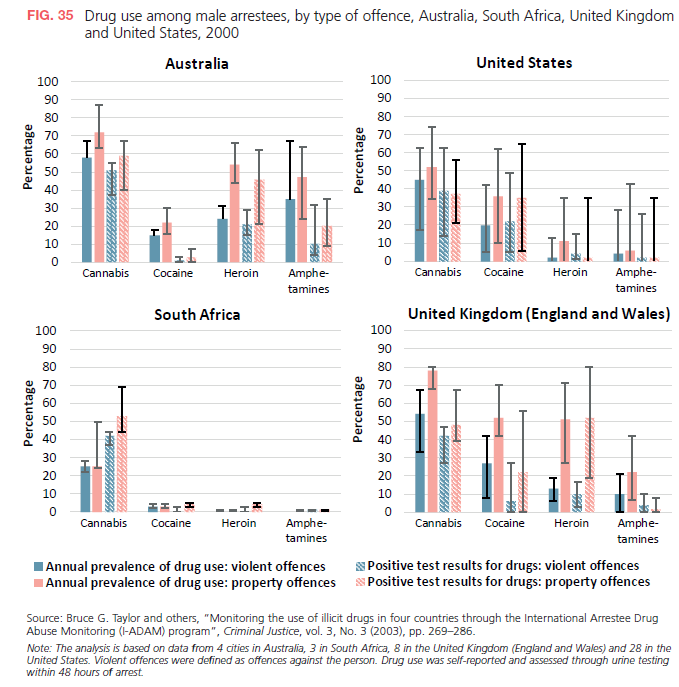 FIG. 35 Drug use among male arrestees, by type of offence, Australia, South Africa, United Kingdom
and United States, 2000
Australia
Percentage
100
90
80
70
60
50
40
30
20
10
0
Cannabis Cocaine Heroin Amphe-
tamines
United States
Percentage
100
90
80
70
60
50
40
30
20
10
0
Cannabis Cocaine Heroin Amphe-
tamines
South Africa
Percentage
100
90
80
70
60
50
40
30
20
10
0
Cannabis Cocaine Heroin Amphe-
tamines
United Kingdom (England and Wales)
Percentage
100
90
80
70
60
50
40
30
20
10
0
Cannabis Cocaine Heroin Amphe-
tamines
Annual prevalence of drug use: violent offences
Annual prevalence of drug use: property offences
Positive test results for drugs: violent offences
Positive test results for drugs: property offences
Source: Bruce G. Taylor and others, “Monitoring the use of illicit drugs in four countries through the International Arrestee Drug
Abuse Monitoring (I-ADAM) program”, Criminal Justice, vol. 3, No. 3 (2003), pp. 269–286.
Note: The analysis is based on data from 4 cities in Australia, 3 in South Africa, 8 in the United Kingdom (England and Wales) and 28 in the
United States. Violent offences were defined as offences against the person. Drug use was self-reported and assessed through urine testing
within 48 hours of arrest.